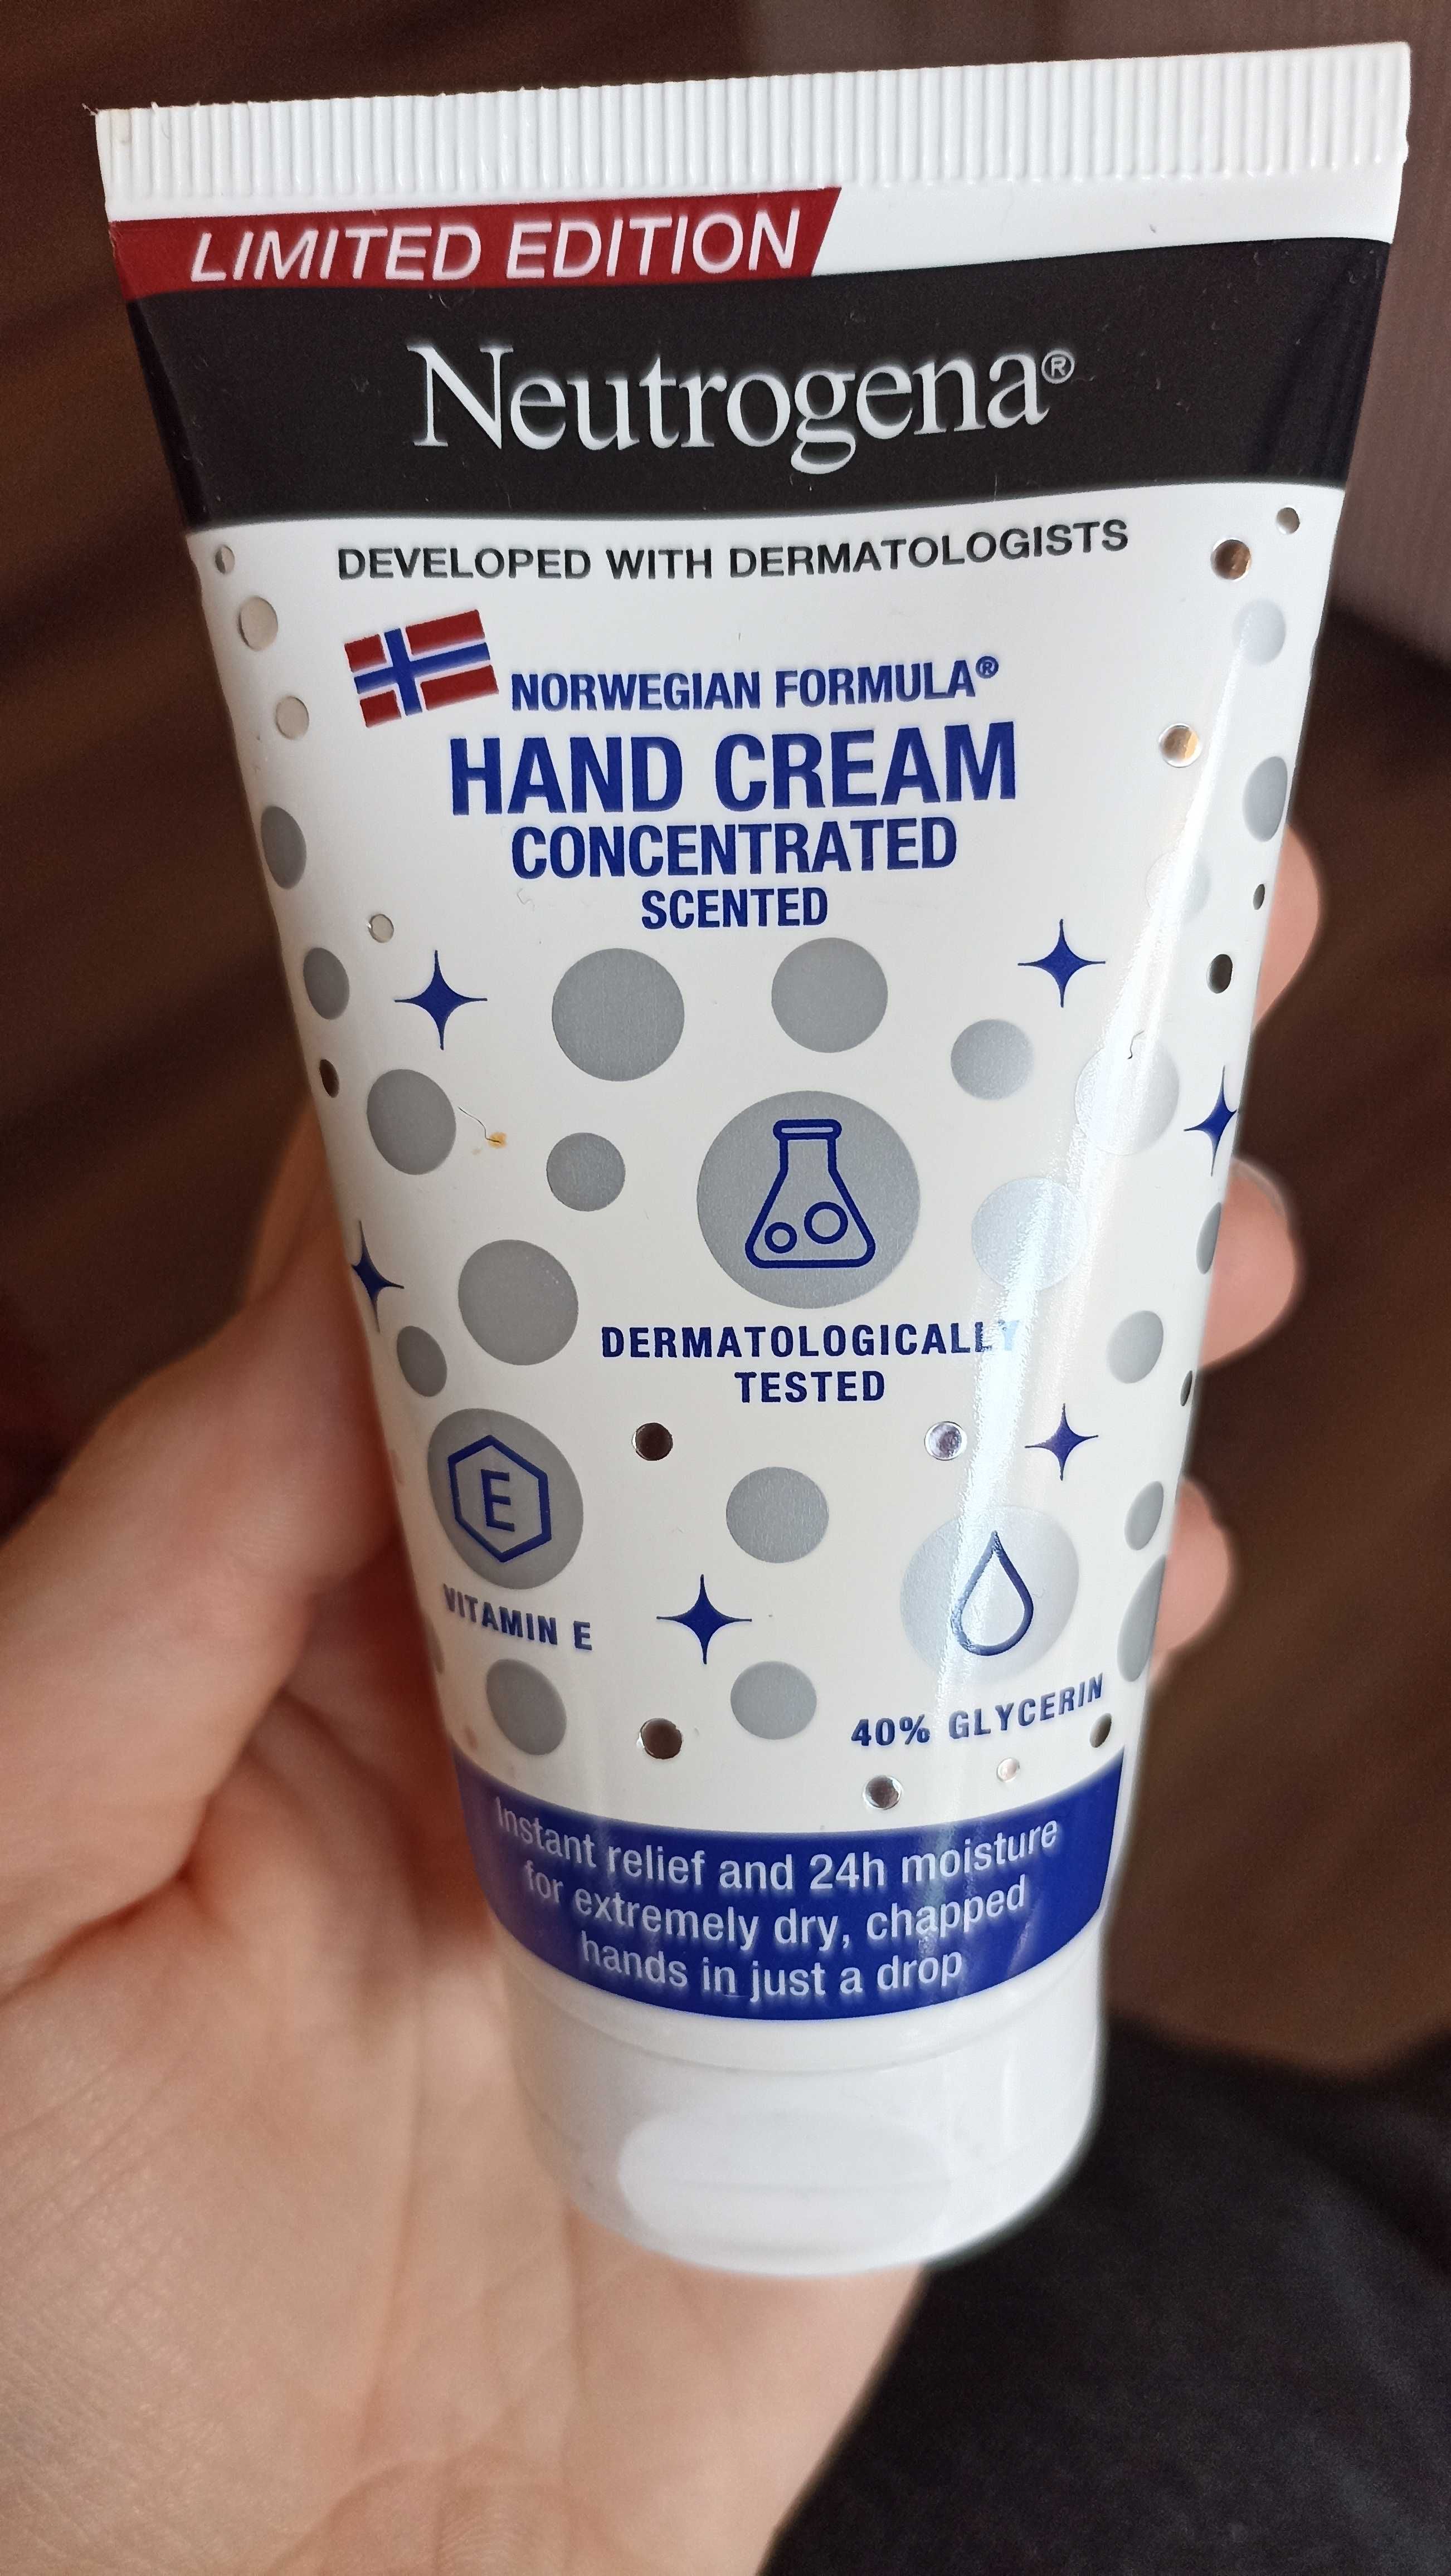 LIMITED EDITION
Neutrogena®
DEVELOPED WITH DERMATOLOGISTS
NORWEGIAN FORMULA®
HAND CREAM
CONCENTRATED
SCENTED
DERMATOLOGICALLY
TESTED
E
VITAMIN E
40% GLYCERIN
Instant relief and 24h moisture
for extremely dry, chapped
hands in just a drop